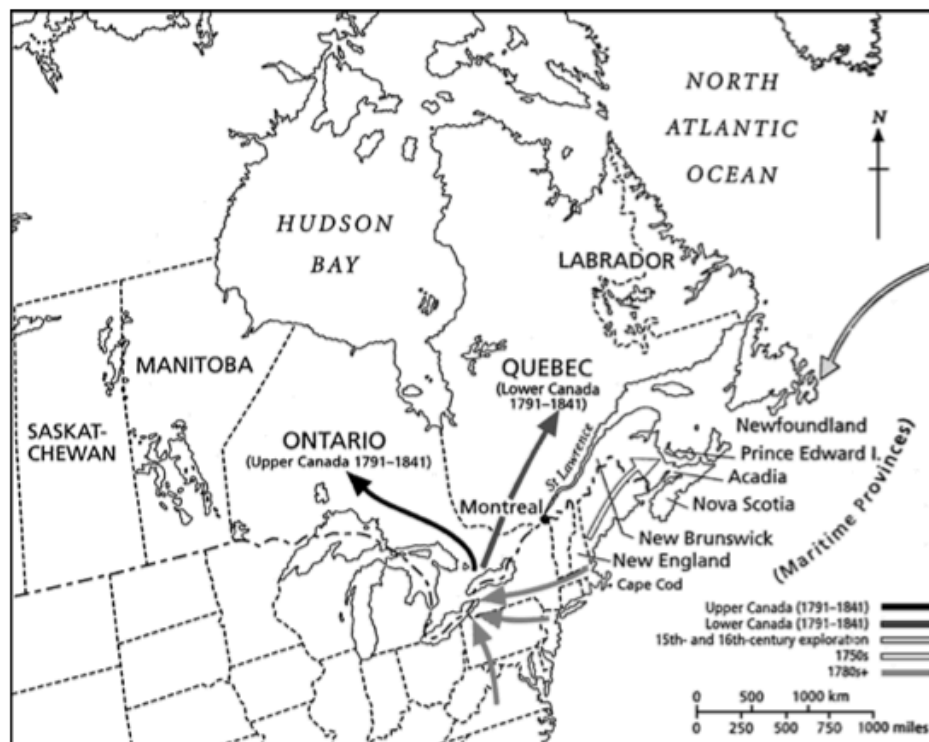 NORTH
ATLANTIC
OCEAN
N
HUDSON
BAY
LABRADOR
MANITOBA
QUEBEC
(Lower Canada
1791–1841)
SASKAT-
CHEWAN
ONTARIO
(Upper Canada 1791–1841)
St Lawrence
Newfoundland
Prince Edward I.
Acadia
Nova Scotia
Montreal
New Brunswick
New England
Cape Cod
(Maritime Provinces)
Upper Canada (1791–1841)
Lower Canada (1791–1841)
15th- and 16th-century exploration
1750s
1780s+
0 500 1000 km
0 250 500 750 1000 miles